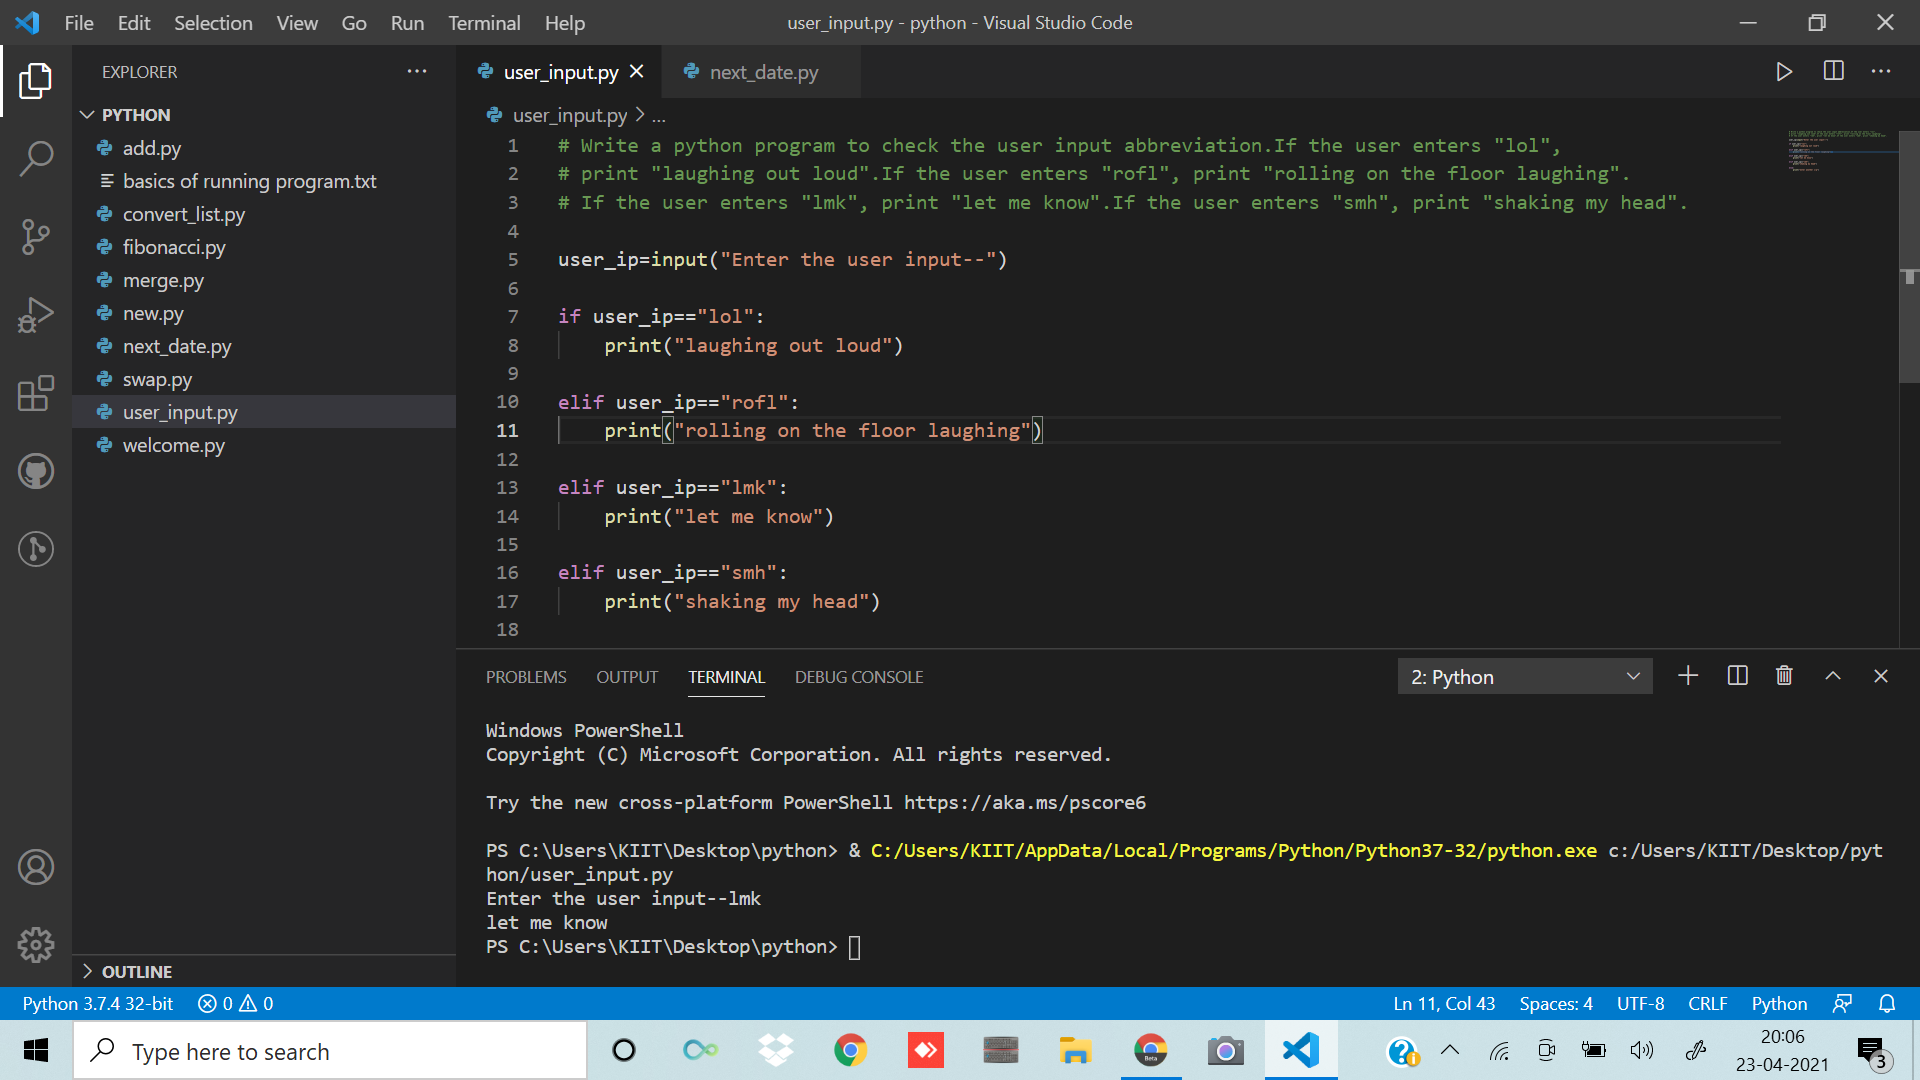 File Edit Selection View Go Run Terminal Help
user_input.py - python - Visual Studio Code
EXPLORER
PYTHON
add.py
basics of running program.txt
convert_list.py
fibonacci.py
merge.py
new.py
next_date.py
swap.py
user_input.py
welcome.py
OUTLINE
user_input.py
next_date.py
user_input.py > ...
1 # Write a python program to check the user input abbreviation.If the user enters "lol",
2 # print "laughing out loud".If the user enters "rofl", print "rolling on the floor laughing".
3 # If the user enters "lmk", print "let me know".If the user enters "smh", print "shaking my head".
4
5 user_ip=input("Enter the user input--")
6
7 if user_ip=="lol":
8 print("laughing out loud")
9
10 elif user_ip=="rofl":
11 print("rolling on the floor laughing")
12
13 elif user_ip=="lmk":
14 print("let me know")
15
16 elif user_ip=="smh":
17 print("shaking my head")
18
PROBLEMS OUTPUT TERMINAL DEBUG CONSOLE
2: Python
Windows PowerShell
Copyright (C) Microsoft Corporation. All rights reserved.
Try the new cross-platform PowerShell https://aka.ms/pscore6
PS C:\Users\KIIT\Desktop\python> & C:/Users/KIIT/AppData/Local/Programs/Python/Python37-32/python.exe c:/Users/KIIT/Desktop/pyt
hon/user_input.py
Enter the user input--lmk
let me know
PS C:\Users\KIIT\Desktop\python>
Python 3.7.4 32-bit 0 0
Ln 11, Col 43 Spaces: 4 UTF-8 CRLF Python
Type here to search
Beta
20:06
23-04-2021
3